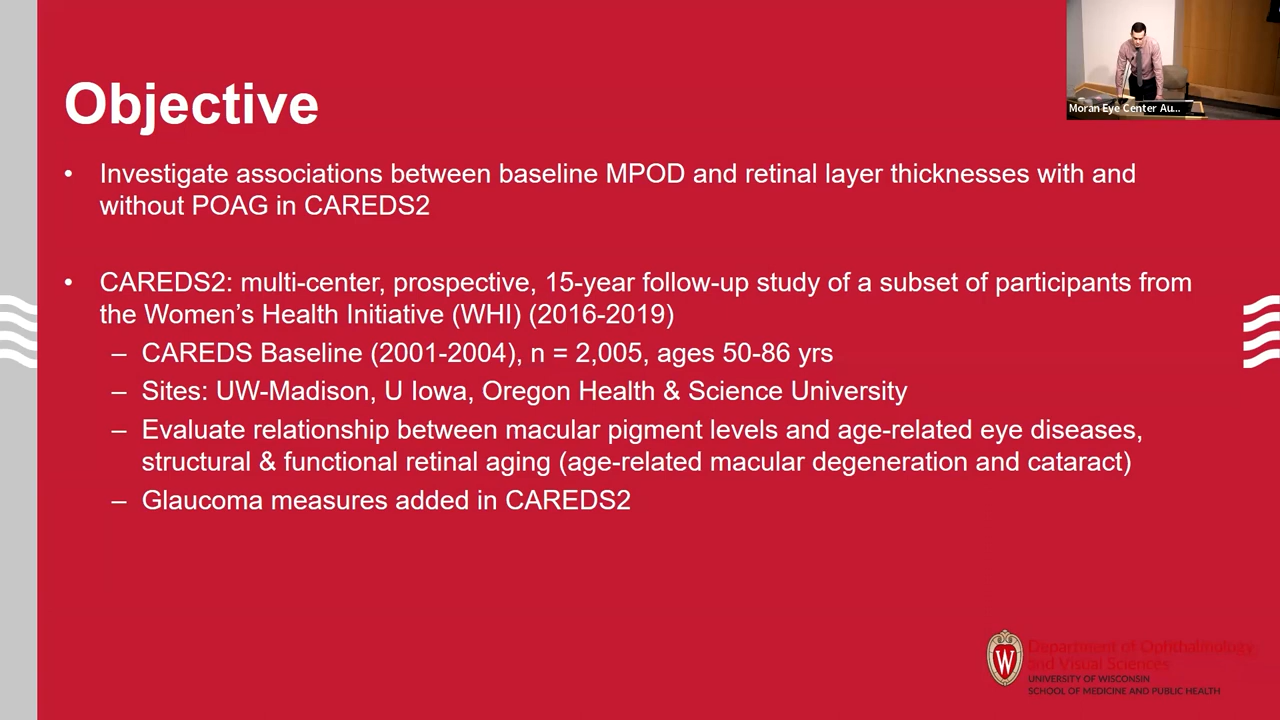 Objective
• Investigate associations between baseline MPOD and retinal layer thicknesses with and
without POAG in CAREDS2
• CAREDS2: multi-center, prospective, 15-year follow-up study of a subset of participants from
the Women’s Health Initiative (WHI) (2016-2019)
– CAREDS Baseline (2001-2004), n = 2,005, ages 50-86 yrs
– Sites: UW-Madison, U Iowa, Oregon Health & Science University
– Evaluate relationship between macular pigment levels and age-related eye diseases,
structural & functional retinal aging (age-related macular degeneration and cataract)
– Glaucoma measures added in CAREDS2
Moran Eye Center Au...
W
Department of Ophthalmology
and Visual Sciences
UNIVERSITY OF WISCONSIN
SCHOOL OF MEDICINE AND PUBLIC HEALTH